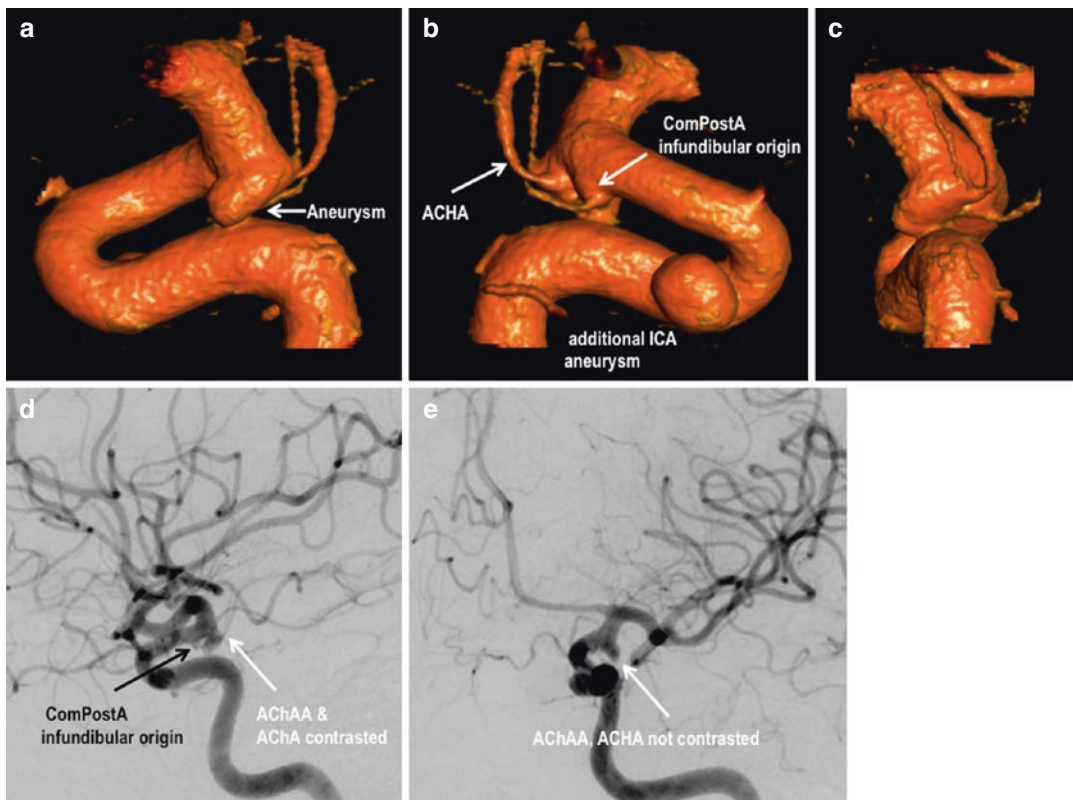 a
Aneurysm
b
ComPostA
infundibular origin
ACHA
additional ICA
aneurysm
c
d
ComPostA
infundibular origin
AChAA &
AChA contrasted
e
AChAA, ACHA not contrasted